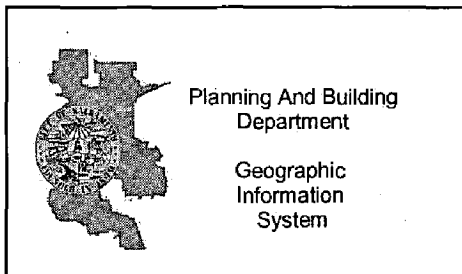 Planning And Building
Department
Geographic
Information
System